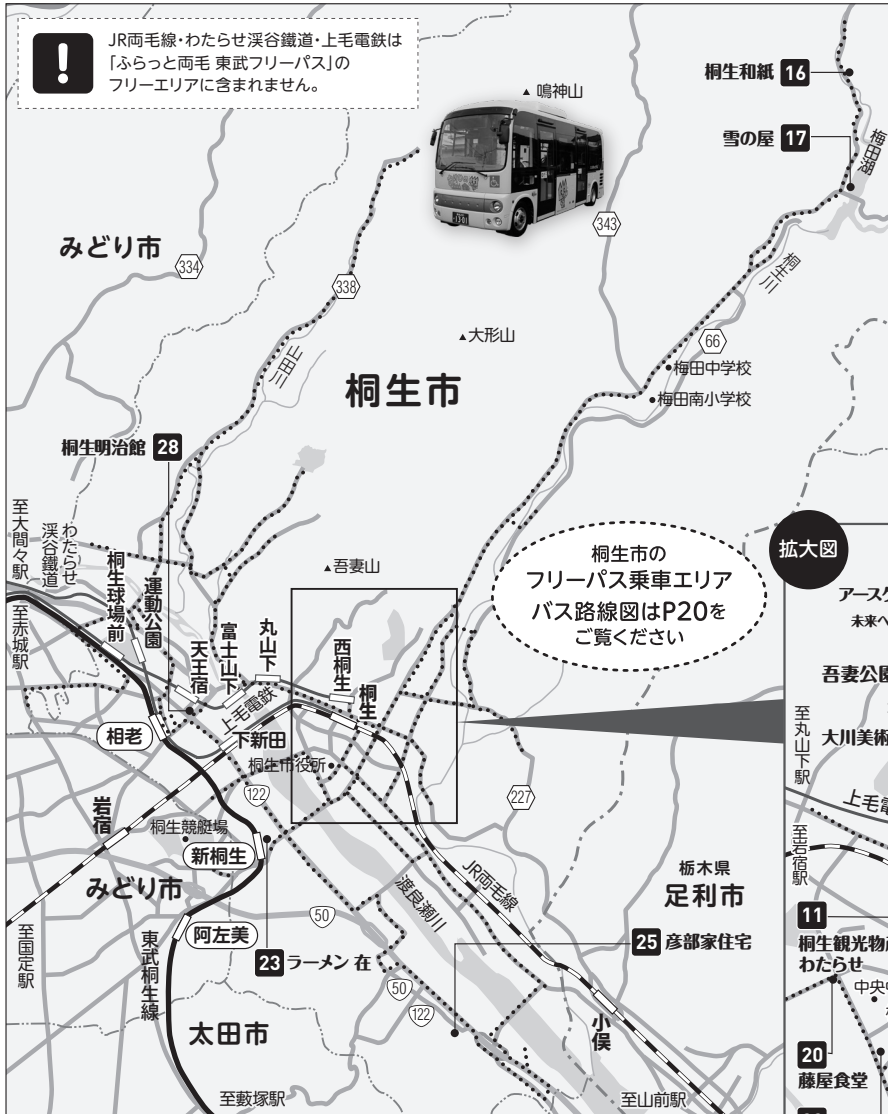 JR両毛線・わたらせ渓谷鐵道・上毛電鉄は
「ふらっと両毛 東武フリーパス」の
フリーエリアに含まれません。
鳴神山
桐生和紙 16
雪の屋 17
梅田湖
343
みどり市
334
338
桐生川
大形山
66
山田川
梅田中学校
桐生市
梅田南小学校
桐生明治館 28
至大間々駅
わたらせ
渓谷鐵道
桐生球場前
運動公園
吾妻山
桐生市の
フリーパス乗車エリア
バス路線図はP20を
ご覧ください
拡大図
アースケ
未来へ
至赤城駅
天王宿
富士山下
丸山下
西桐生
桐生
吾妻公園
上毛電鉄
至丸山下駅
相老
下新田
大川美術
桐生市役所
122
227
上毛電
岩宿
桐生競艇場
至岩宿駅
新桐生
みどり市
栃木県
足利市
JR両毛線
渡良瀬川
50
11
桐生観光物産
わたらせ
至国定駅
阿左美
東武桐生線
23 ラーメン 在
25 彦部家住宅
50
122
中央中
太田市
小俣
20
藤屋食堂
至藪塚駅
至山前駅